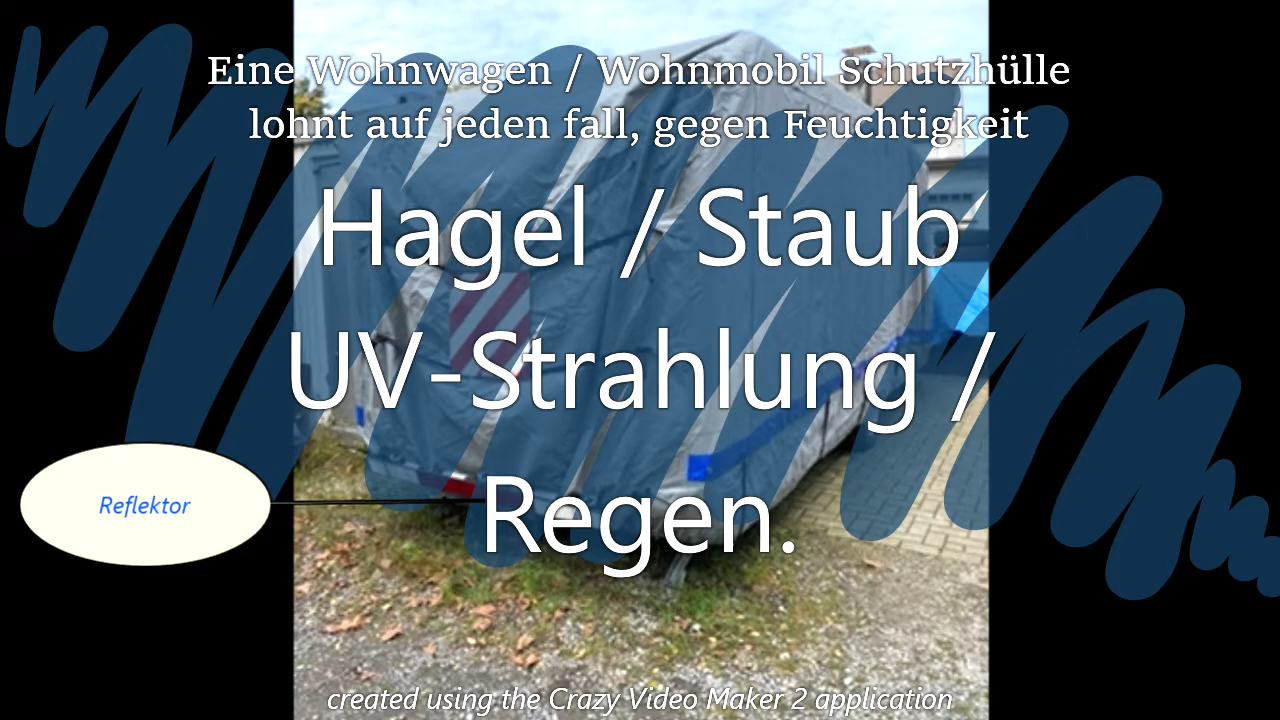 Eine Wohnwagen / Wohnmobil Schutzhülle
lohnt auf jeden fall, gegen Feuchtigkeit
Hagel / Staub
UV-Strahlung /
Regen.
Reflektor
created using the Crazy Video Maker 2 application